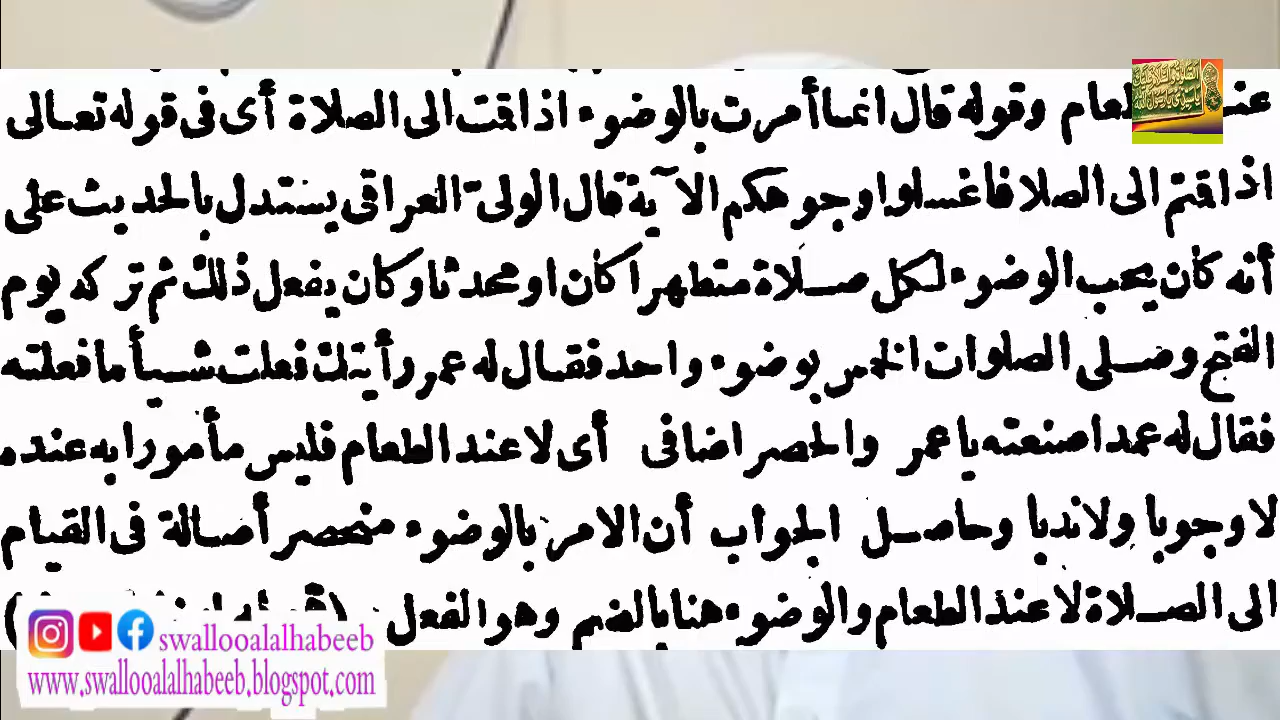 عند الطعام وقوله قال انما أمرت بالوضوء اذا قمت الى الصلاة أى فى قوله تعالى
اذا قمتم الى الصلا فاغسلوا وجوهكم الآية قال الولى العراقى يستدل بالحديث على
أنه كان يحب الوضوء لكل صلاة متطهرا كان او محدثا وكان يفعل ذلك ثم تركه يوم
الفتح وصلى الصلوات الخمس بوضوء واحد فقال له عمر رأيتك فعلت شيأ ما فعلته
فقال له عمدا صنعته يا عمر والحصر اضافى أى لا عند الطعام فليس مأمورا به عنده
لا وجوبا ولا ندبا وحاصل الجواب أن الامر بالوضوء منحصر أصالة فى القيام
الى الصلاة لا عند الطعام والوضوء هنا بالضم وهو الفعل
swallooalalhabeeb
www.swallooalalhabeeb.blogspot.com